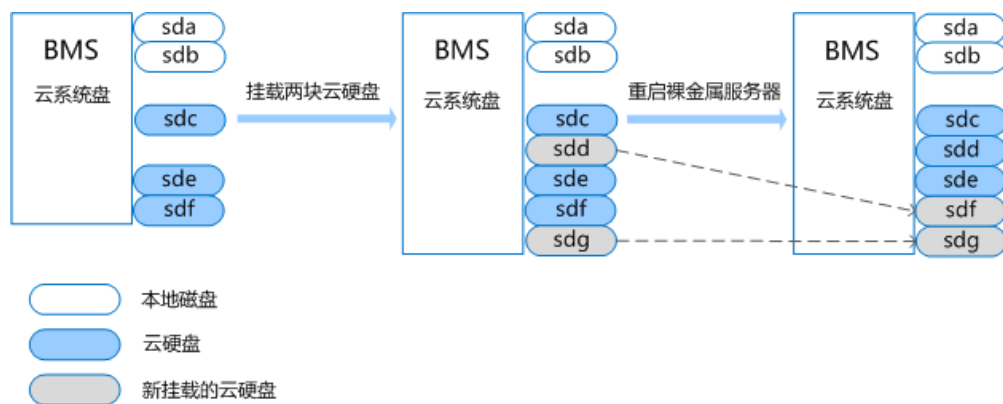 BMS
云系统盘
sda
sdb
sdc
sde
sdf
挂载两块云硬盘
BMS
云系统盘
sda
sdb
sdc
sdd
sde
sdf
sdg
重启裸金属服务器
BMS
云系统盘
sda
sdb
sdc
sdd
sde
sdf
sdg
本地磁盘
云硬盘
新挂载的云硬盘